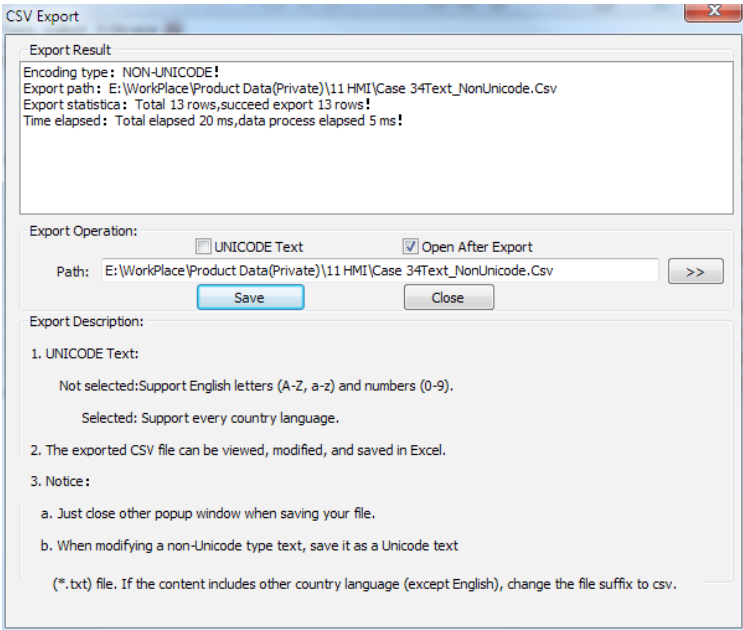 CSV Export
Export Result
Encoding type: NON-UNICODE!
Export path: E:\WorkPlace\Product Data(Private)\11 HMI\Case 34Text_NonUnicode.Csv
Export statistica: Total 13 rows,succeed export 13 rows!
Time elapsed: Total elapsed 20 ms,data process elapsed 5 ms!
Export Operation:
UNICODE Text Open After Export
Path: E:\WorkPlace\Product Data(Private)\11 HMI\Case 34Text_NonUnicode.Csv >>
Save Close
Export Description:
1. UNICODE Text:
Not selected:Support English letters (A-Z, a-z) and numbers (0-9).
Selected: Support every country language.
2. The exported CSV file can be viewed, modified, and saved in Excel.
3. Notice:
a. Just close other popup window when saving your file.
b. When modifying a non-Unicode type text, save it as a Unicode text
(*.txt) file. If the content includes other country language (except English), change the file suffix to csv.